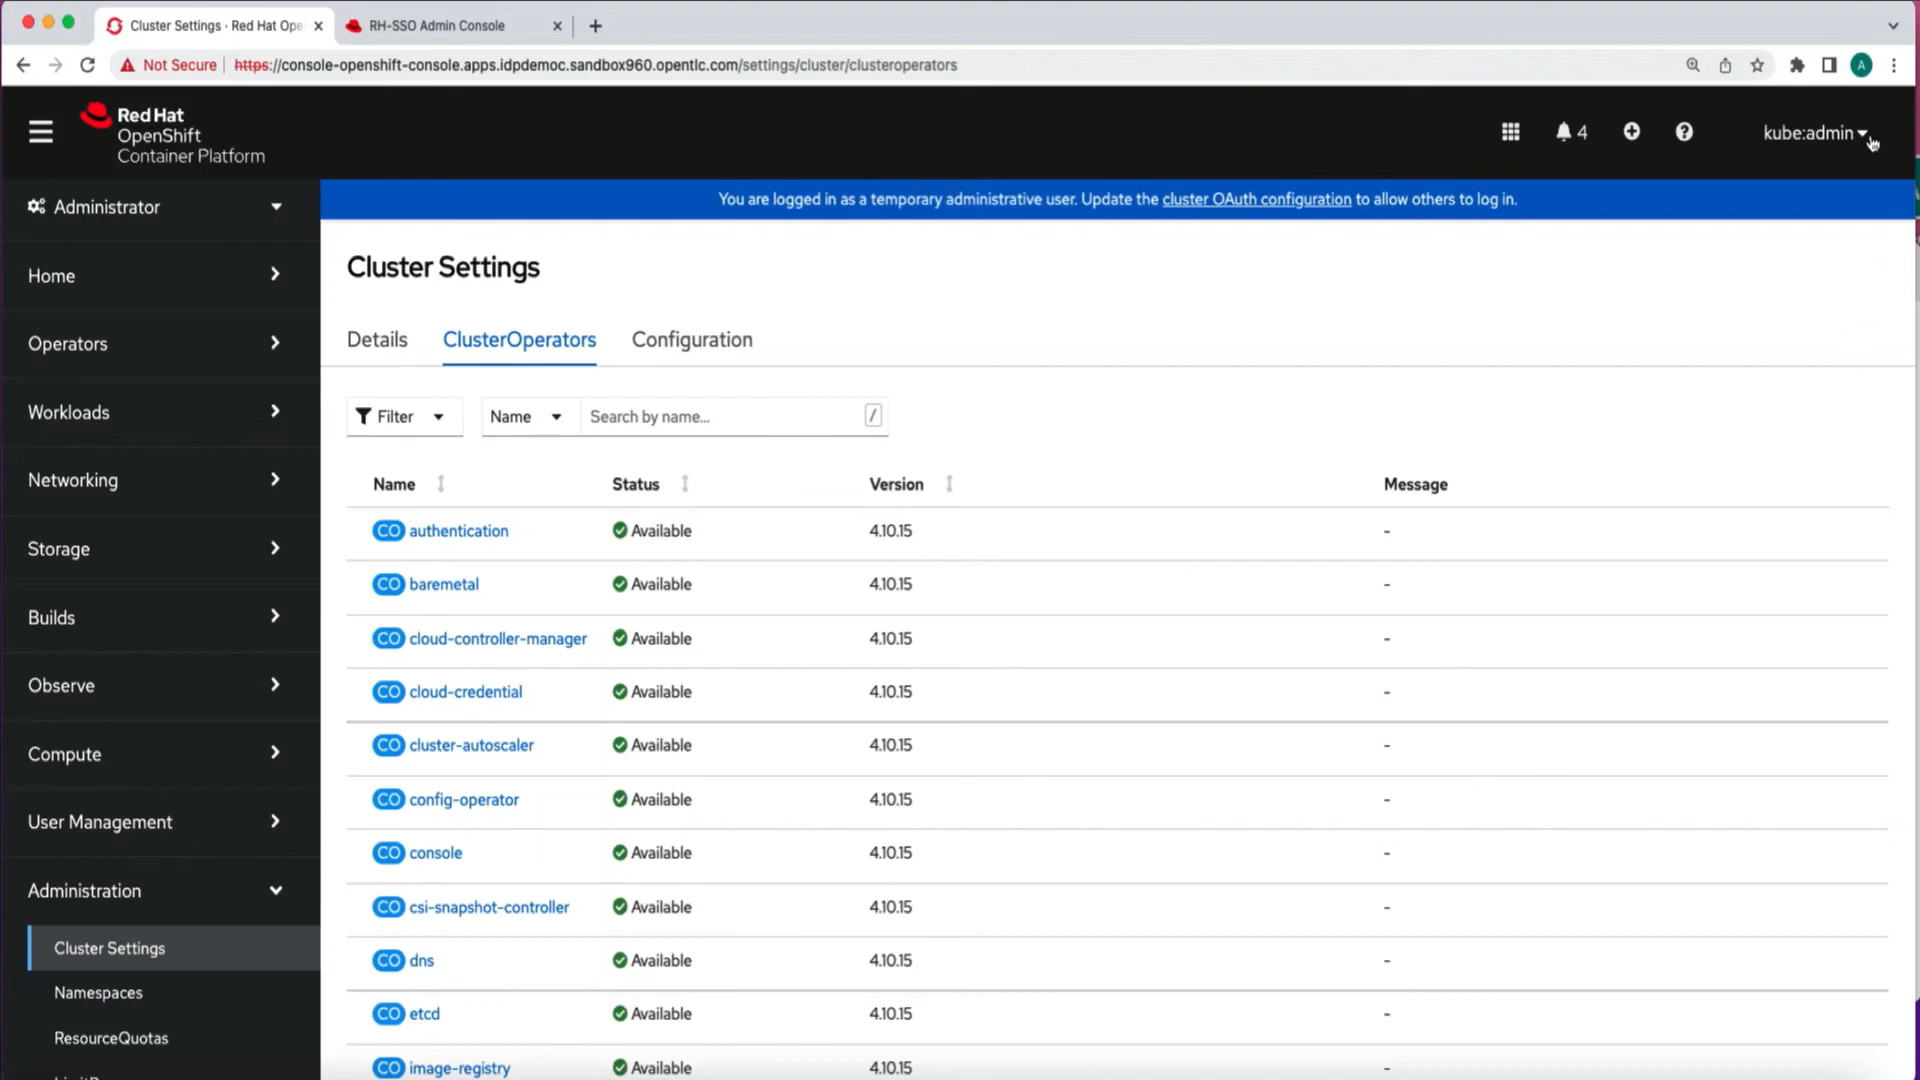 Cluster Settings · Red Hat Ope
RH-SSO Admin Console
Not Secure
https://console-openshift-console.apps.idpdemoc.sandbox960.opentlc.com/settings/cluster/clusteroperators
A
Red Hat
OpenShift
Container Platform
4
kube:admin
Administrator
You are logged in as a temporary administrative user. Update the cluster OAuth configuration to allow others to log in.
Home
Operators
Workloads
Networking
Storage
Builds
Observe
Compute
User Management
Administration
Cluster Settings
Namespaces
ResourceQuotas
Cluster Settings
Details ClusterOperators Configuration
Filter Name Search by name... /
Name Status Version Message
CO authentication Available 4.10.15 -
CO baremetal Available 4.10.15 -
CO cloud-controller-manager Available 4.10.15 -
CO cloud-credential Available 4.10.15 -
CO cluster-autoscaler Available 4.10.15 -
CO config-operator Available 4.10.15 -
CO console Available 4.10.15 -
CO csi-snapshot-controller Available 4.10.15 -
CO dns Available 4.10.15 -
CO etcd Available 4.10.15 -
CO image-registry Available 4.10.15 -